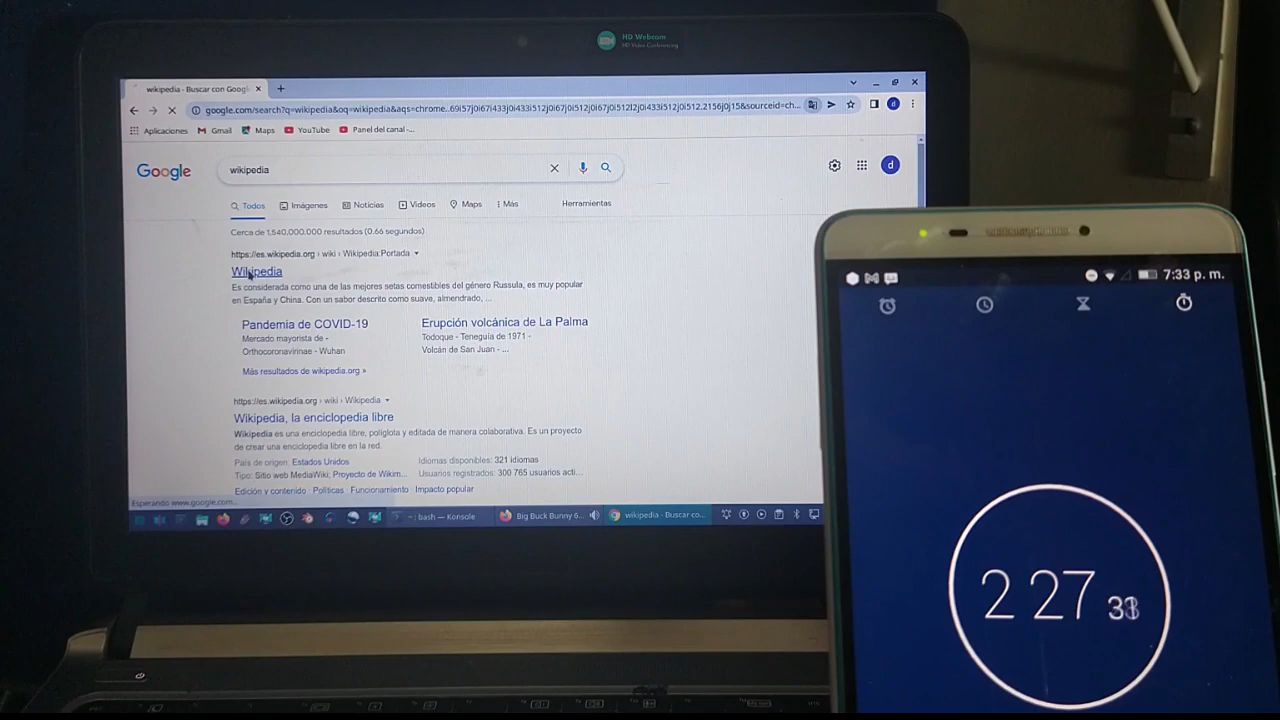 HD Webcam
HD Video Conferencing
wikipedia - Buscar con Googl
google.com/search?q=wikipedia&oq=wikipedia&aqs=chrome..69i57j0i67i433j0i433i512j0i67j0i512j0i67j0i512l2j0i433i512j0i512.2156j0j15&sourceid=ch...
d
Aplicaciones Gmail Maps YouTube Panel del canal -...
Google wikipedia d
Todos Imágenes Noticias Videos Maps Más Herramientas
Cerca de 1,540,000,000 resultados (0.66 segundos)
https://es.wikipedia.org › wiki › Wikipedia:Portada
Wikipedia
Es considerada como una de las mejores setas comestibles del género Russula, es muy popular
en España y China. Con un sabor descrito como suave, almendrado, ...
Pandemia de COVID-19
Mercado mayorista de -
Orthocoronavirinae - Wuhan
Erupción volcánica de La Palma
Todoque - Teneguía de 1971 -
Volcán de San Juan - ...
Más resultados de wikipedia.org »
https://es.wikipedia.org › wiki › Wikipedia
Wikipedia, la enciclopedia libre
Wikipedia es una enciclopedia libre, políglota y editada de manera colaborativa. Es un proyecto
de crear una enciclopedia libre en la red.
País de origen: Estados Unidos Idiomas disponibles: 321 idiomas
Tipo: Sitio web MediaWiki; Proyecto de Wikim... Usuarios registrados: 300 765 usuarios acti...
Edición y contenido · Políticas · Funcionamiento · Impacto popular
Esperando www.google.com...
~ : bash — Konsole Big Buck Bunny 6... wikipedia - Buscar co...
7:33 p. m.
2 27